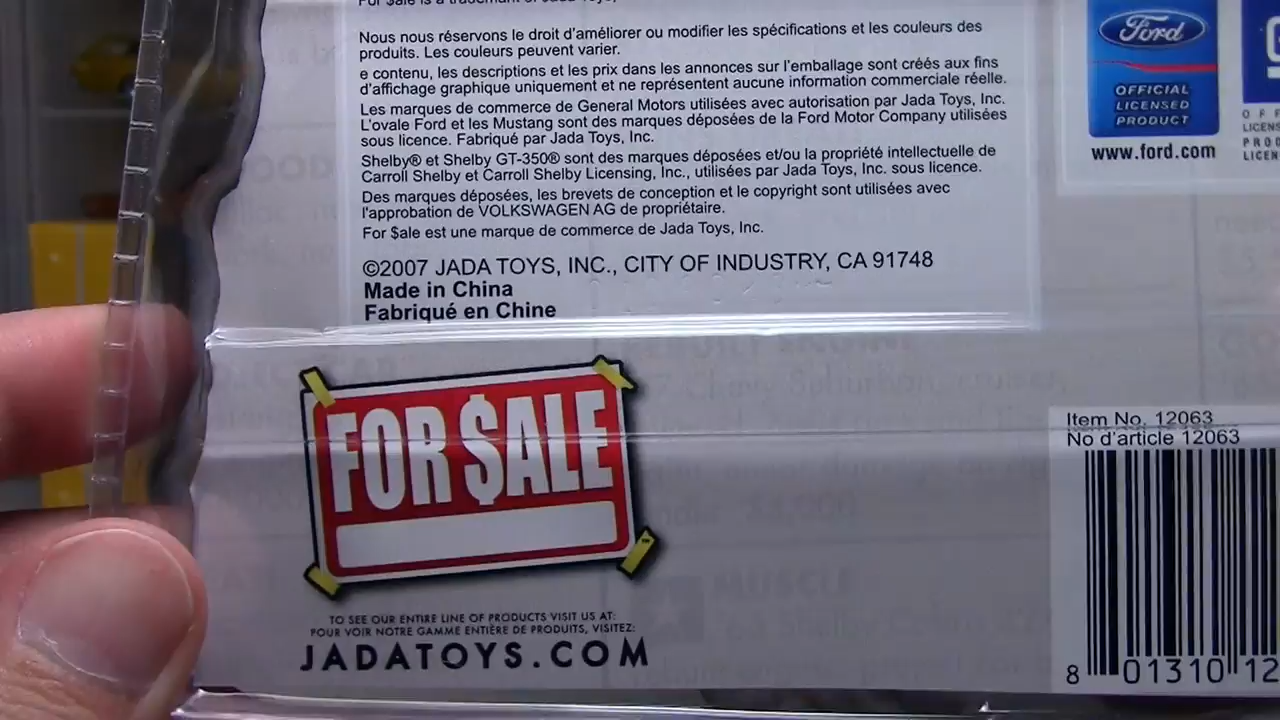 For $ale is a trademark of Jada Toys,
Nous nous réservons le droit d'améliorer ou modifier les spécifications et les couleurs des
produits. Les couleurs peuvent varier.
e contenu, les descriptions et les prix dans les annonces sur l'emballage sont créés aux fins
d'affichage graphique uniquement et ne représentent aucune information commerciale réelle.
Les marques de commerce de General Motors utilisées avec autorisation par Jada Toys, Inc.
L'ovale Ford et les Mustang sont des marques déposées de la Ford Motor Company utilisées
sous licence. Fabriqué par Jada Toys, Inc.
Shelby® et Shelby GT-350® sont des marques déposées et/ou la propriété intellectuelle de
Carroll Shelby et Carroll Shelby Licensing, Inc., utilisées par Jada Toys, Inc. sous licence.
Des marques déposées, les brevets de conception et le copyright sont utilisées avec
l'approbation de VOLKSWAGEN AG de propriétaire.
For $ale est une marque de commerce de Jada Toys, Inc.
©2007 JADA TOYS, INC., CITY OF INDUSTRY, CA 91748
Made in China
Fabriqué en Chine
Ford
OFFICIAL
LICENSED
PRODUCT
www.ford.com
FOR $ALE
TO SEE OUR ENTIRE LINE OF PRODUCTS VISIT US AT:
POUR VOIR NOTRE GAMME ENTIÈRE DE PRODUITS, VISITEZ:
JADATOYS.COM
Item No. 12063
No d'article 12063
8 01310 12